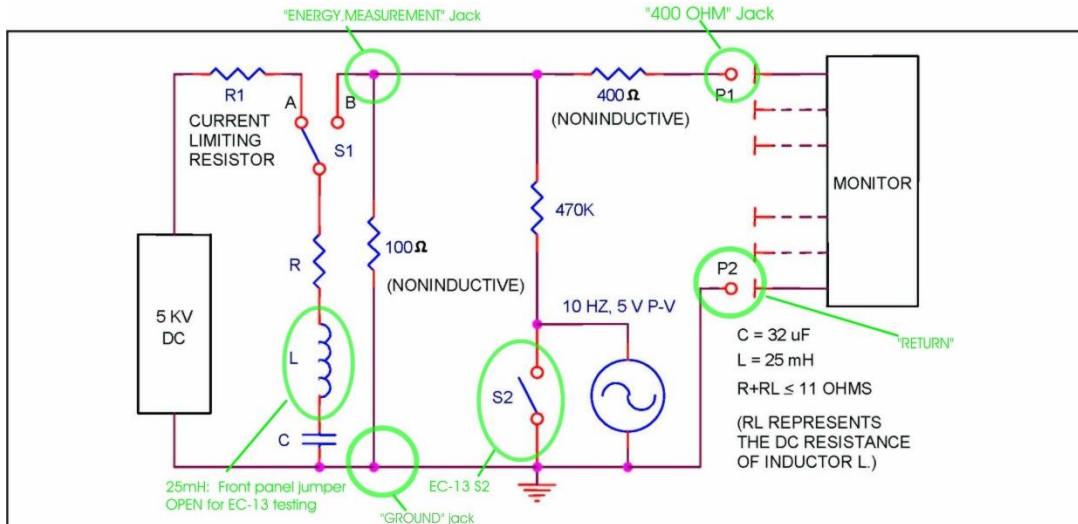 "ENERGY MEASUREMENT" Jack
"400 OHM" Jack
R1
A
B
400Ω
P1
(NONINDUCTIVE)
CURRENT
LIMITING
RESISTOR
S1
MONITOR
470K
R
100Ω
(NONINDUCTIVE)
P2
5 KV
DC
10 HZ, 5 V P-V
L
C = 32 uF
"RETURN"
L = 25 mH
S2
R+RL ≤ 11 OHMS
(RL REPRESENTS
THE DC RESISTANCE
OF INDUCTOR L.)
C
25mH: Front panel jumper
OPEN for EC-13 testing
EC-13 S2
"GROUND" jack